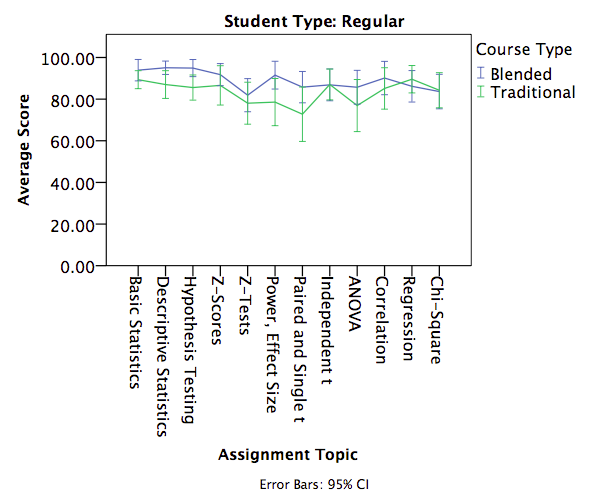 Student Type: Regular
Course Type
Blended
Traditional
Average Score
100.00
80.00
60.00
40.00
20.00
0.00
Basic Statistics
Descriptive Statistics
Hypothesis Testing
Z-Scores
Z-Tests
Power, Effect Size
Paired and Single t
Independent t
ANOVA
Correlation
Regression
Chi-Square
Assignment Topic
Error Bars: 95% CI